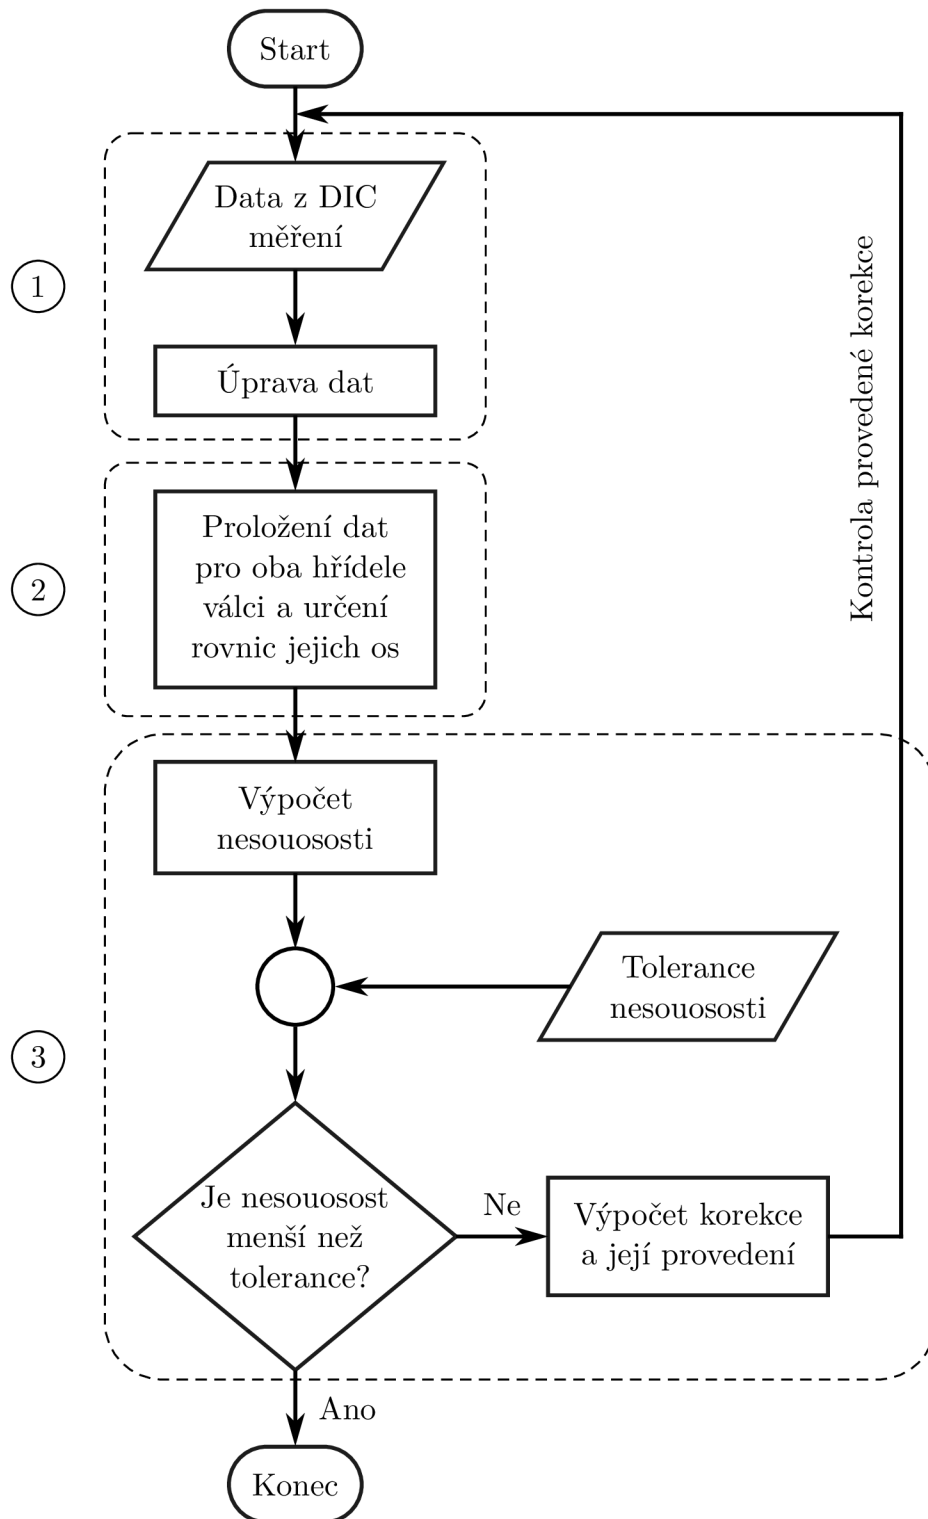 Start
Data z DIC
měření
1
Úprava dat
Kontrola provedené korekce
Proložení dat
pro oba hřídele
válci a určení
rovnic jejich os
2
Výpočet
nesouososti
Tolerance
nesouososti
3
Je nesouosost
menší než
tolerance?
Ne
Výpočet korekce
a její provedení
Ano
Konec